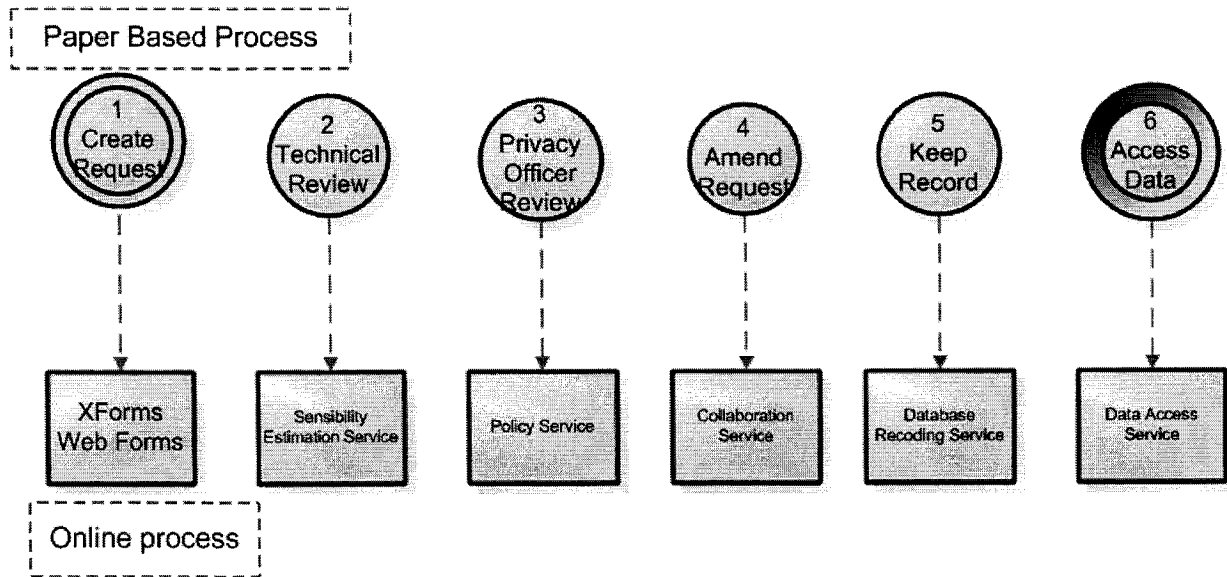 Paper Based Process
1
Create
Request
2
Technical
Review
3
Privacy
Officer
Review
4
Amend
Request
5
Keep
Record
6
Access
Data
XForms
Web Forms
Sensibility
Estimation Service
Policy Service
Collaboration
Service
Database
Recoding Service
Data Access
Service
Online process